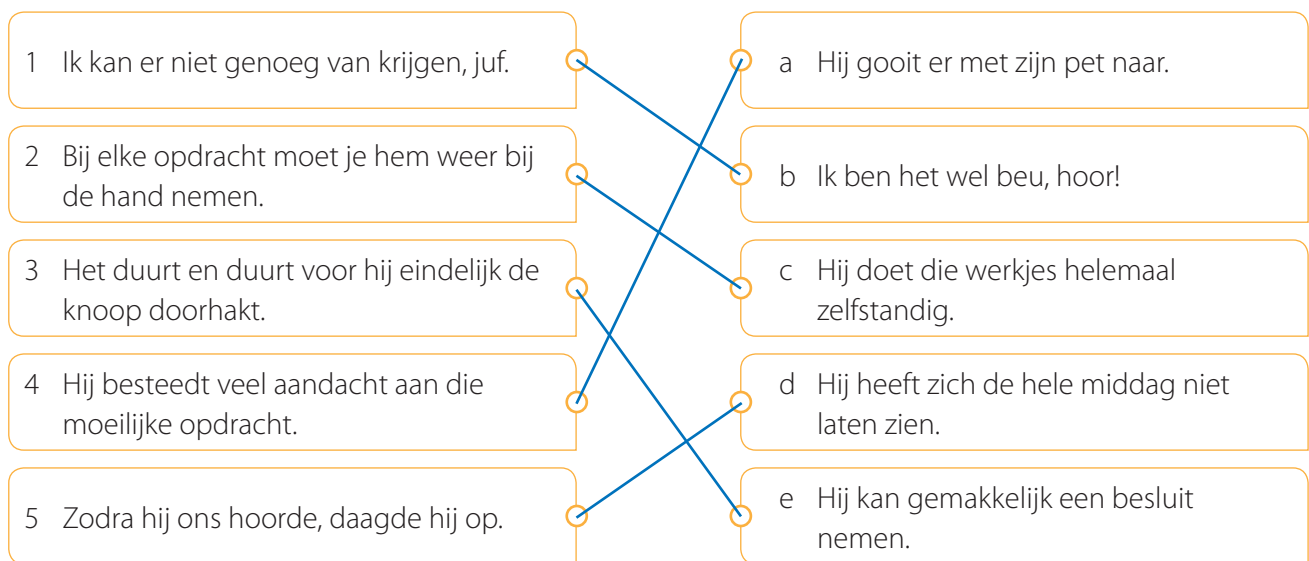 1 Ik kan er niet genoeg van krijgen, juf.
2 Bij elke opdracht moet je hem weer bij
de hand nemen.
3 Het duurt en duurt voor hij eindelijk de
knoop doorhakt.
4 Hij besteedt veel aandacht aan die
moeilijke opdracht.
5 Zodra hij ons hoorde, daagde hij op.
a Hij gooit er met zijn pet naar.
b Ik ben het wel beu, hoor!
c Hij doet die werkjes helemaal
zelfstandig.
d Hij heeft zich de hele middag niet
laten zien.
e Hij kan gemakkelijk een besluit
nemen.